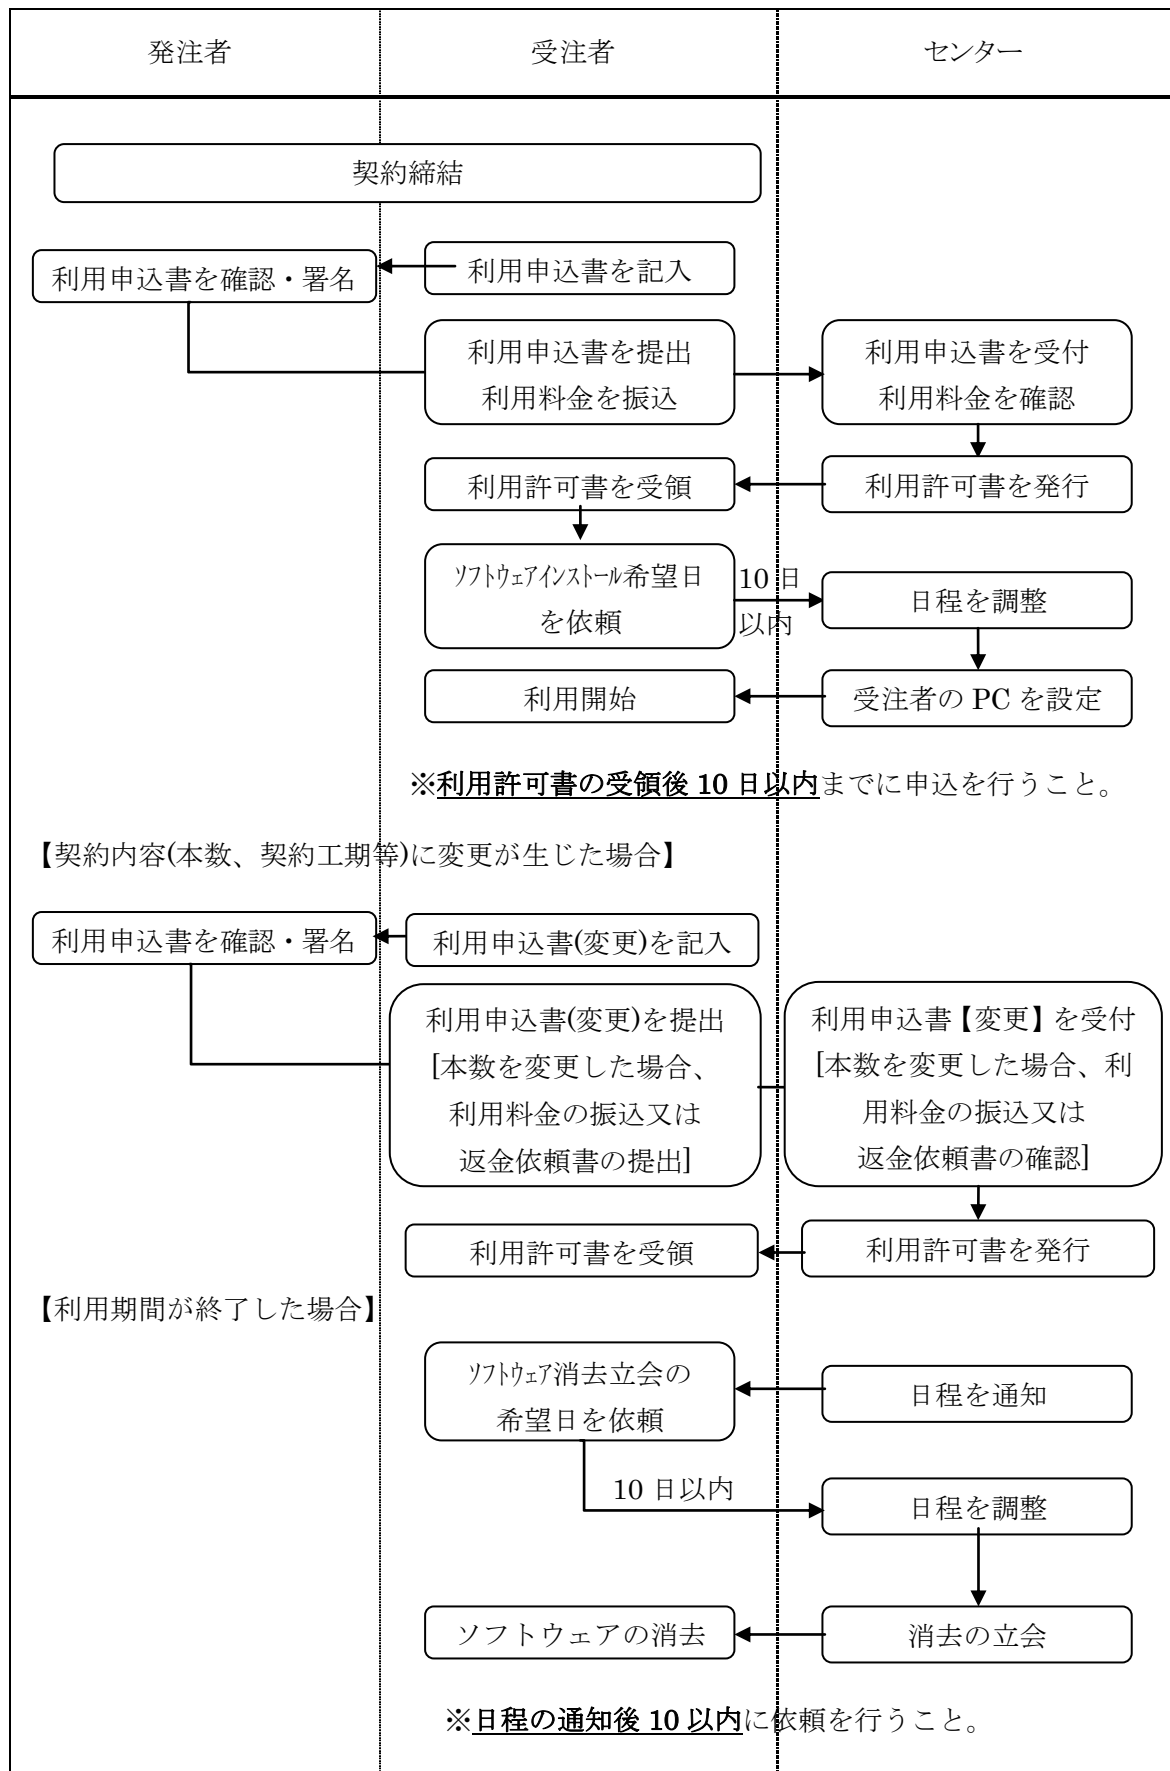 発注者
受注者
センター
契約締結
利用申込書を確認・署名
利用申込書を記入
利用申込書を提出
利用料金を振込
利用申込書を受付
利用料金を確認
利用許可書を受領
利用許可書を発行
ｿﾌﾄｳｪｱｲﾝｽﾄｰﾙ希望日
を依頼
10 日
以内
日程を調整
利用開始
受注者の PC を設定
※利用許可書の受領後 10 日以内までに申込を行うこと。
【契約内容(本数、契約工期等)に変更が生じた場合】
利用申込書を確認・署名
利用申込書(変更)を記入
利用申込書(変更)を提出
[本数を変更した場合、
利用料金の振込又は
返金依頼書の提出]
利用申込書【変更】を受付
[本数を変更した場合、利
用料金の振込又は
返金依頼書の確認]
利用許可書を受領
利用許可書を発行
【利用期間が終了した場合】
ｿﾌﾄｳｪｱ消去立会の
希望日を依頼
日程を通知
10 日以内
日程を調整
ソフトウェアの消去
消去の立会
※日程の通知後 10 以内に依頼を行うこと。